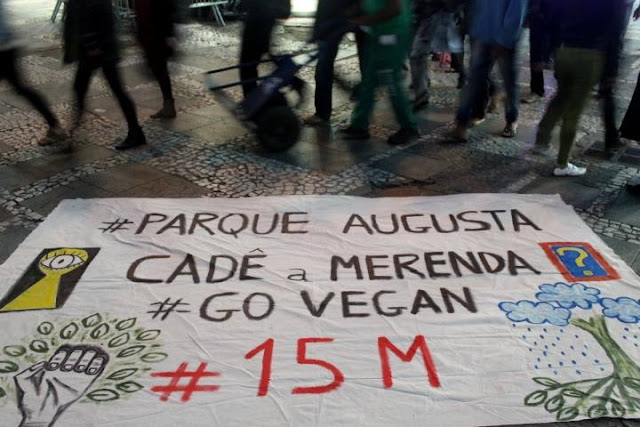 #PARQUE AUGUSTA
CADÊ a MERENDA ?
#GO VEGAN
#15M